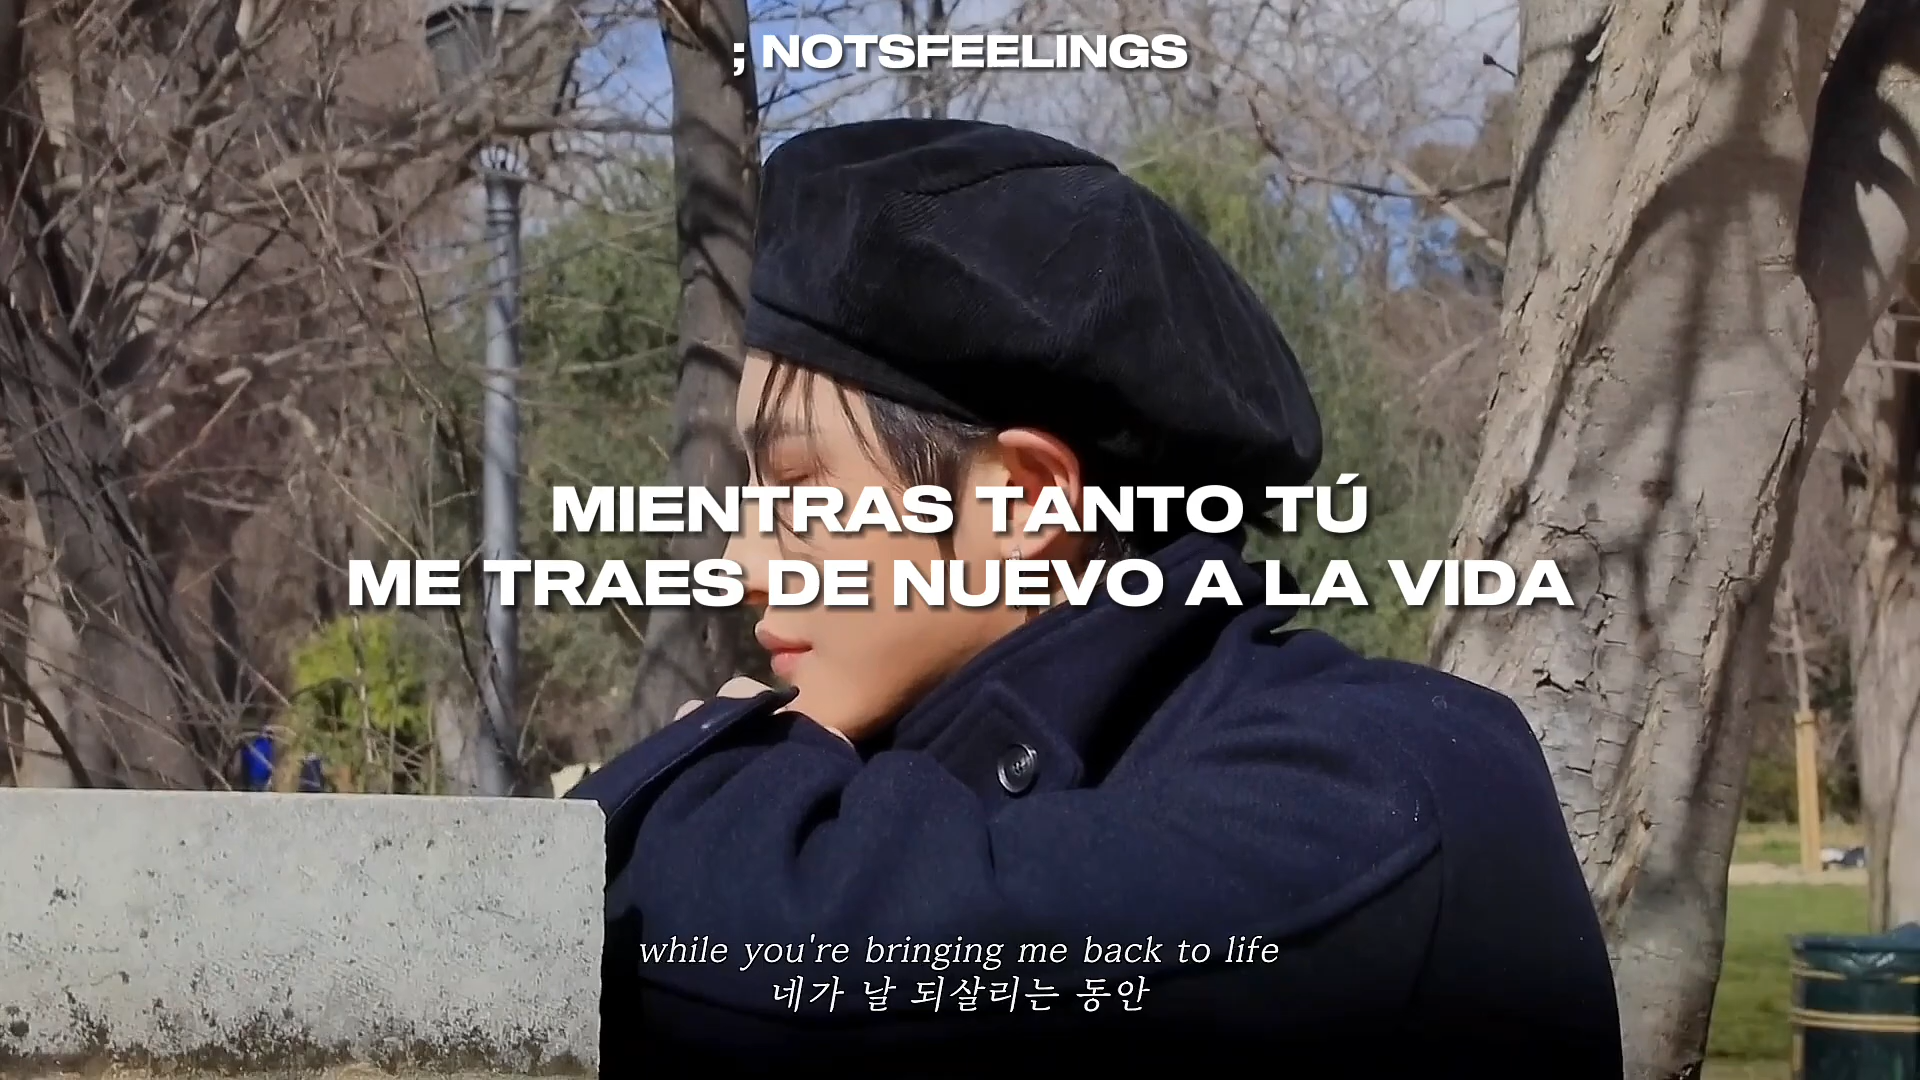 ; NOTSFEELINGS
MIENTRAS TANTO TÚ
ME TRAES DE NUEVO A LA VIDA
while you're bringing me back to life
네가 날 되살리는 동안